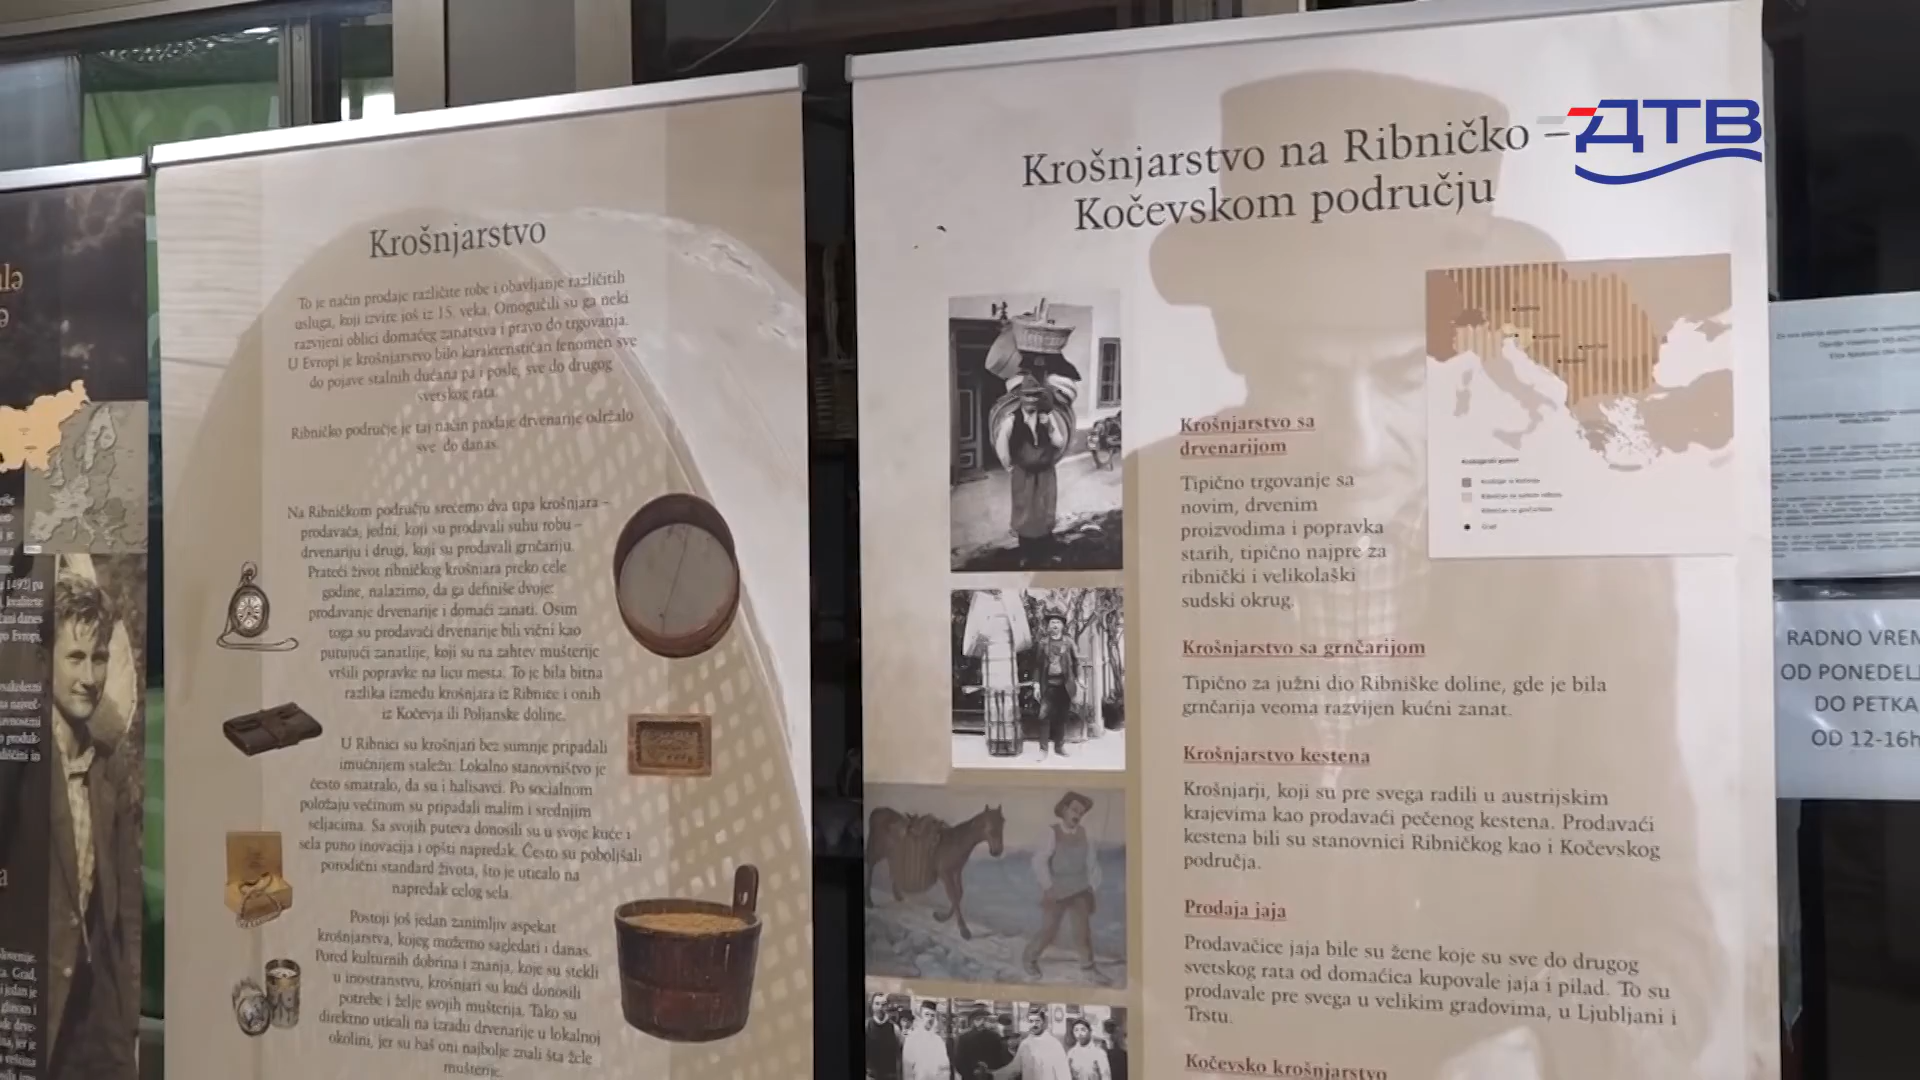 Krošnjarstvo
To je način prodaje različite robe i obavljanje različitih
usluga, koji izvire još iz 15. veka. Omogučili su ga neki
razvijeni oblici domaćeg zanatstva i pravo do trgovanja.
U Evropi je krošnjarstvo bilo karakterističan fenomen sve
do pojave stalnih dućana pa i posle, sve do drugog
svetskog rata.
Ribničko područje je taj način prodaje drvenarije održalo
sve do danas.
Na Ribničkom području srećemo dva tipa krošnjara –
prodavača; jedni, koji su prodavali suhu robu –
drvenariju i drugi, koji su prodavali grnčariju.
Prateći život ribničkog krošnjara preko cele
godine, nalazimo, da ga definiše dvoje:
prodavanje drvenarije i domaći zanati. Osim
toga su prodavači drvenarije bili vični kao
putujući zanatlije, koji su na zahtev mušterije
vršili popravke na licu mesta. To je bila bitna
razlika između krošnjara iz Ribnice i onih
iz Kočevja ili Poljanske doline.
U Ribnici su krošnjari bez sumnje pripadali
imućnijem staležu. Lokalno stanovništvo je
često smatralo, da su i halisavci. Po socialnom
položaju većinom su pripadali malim i srednjim
seljacima. Sa svojih puteva donosili su u svoje kuće i
sela puno inovacija i opšti napredak. Često su poboljšali
porodični standard života, što je uticalo na
napredak celog sela.
Postoji još jedan zanimljiv aspekat
krošnjarstva, kojeg možemo sagledati i danas.
Pored kulturnih dobrina i znanja, koje su stekli
u inostranstvu, krošnjari su kući donosili
potrebe i želje svojih mušterija. Tako su
direktno uticali na izradu drvenarije u lokalnoj
okolini, jer su baš oni najbolje znali šta žele
mušterije.
Krošnjarstvo na Ribničko –
Kočevskom području
ДТВ
Krošnjarstvo sa
drvenarijom
Tipično trgovanje sa
novim, drvenim
proizvodima i popravka
starih, tipično najpre za
ribnički i velikolaški
sudski okrug.
Krošnjarstvo sa grnčarijom
Tipično za južni dio Ribniške doline, gde je bila
grnčarija veoma razvijen kućni zanat.
Krošnjarstvo kestena
Krošnjarji, koji su pre svega radili u austrijskim
krajevima kao prodavači pečenog kestena. Prodavaći
kestena bili su stanovnici Ribničkog kao i Kočevskog
područja.
Prodaja jaja
Prodavačice jaja bile su žene koje su sve do drugog
svetskog rata od domaćica kupovale jaja i pilad. To su
prodavale pre svega u velikim gradovima, u Ljubljani i
Trstu.
Kočevsko krošnjarstvo
RADNO VREM
OD PONEDELJ
DO PETKA
OD 12-16h